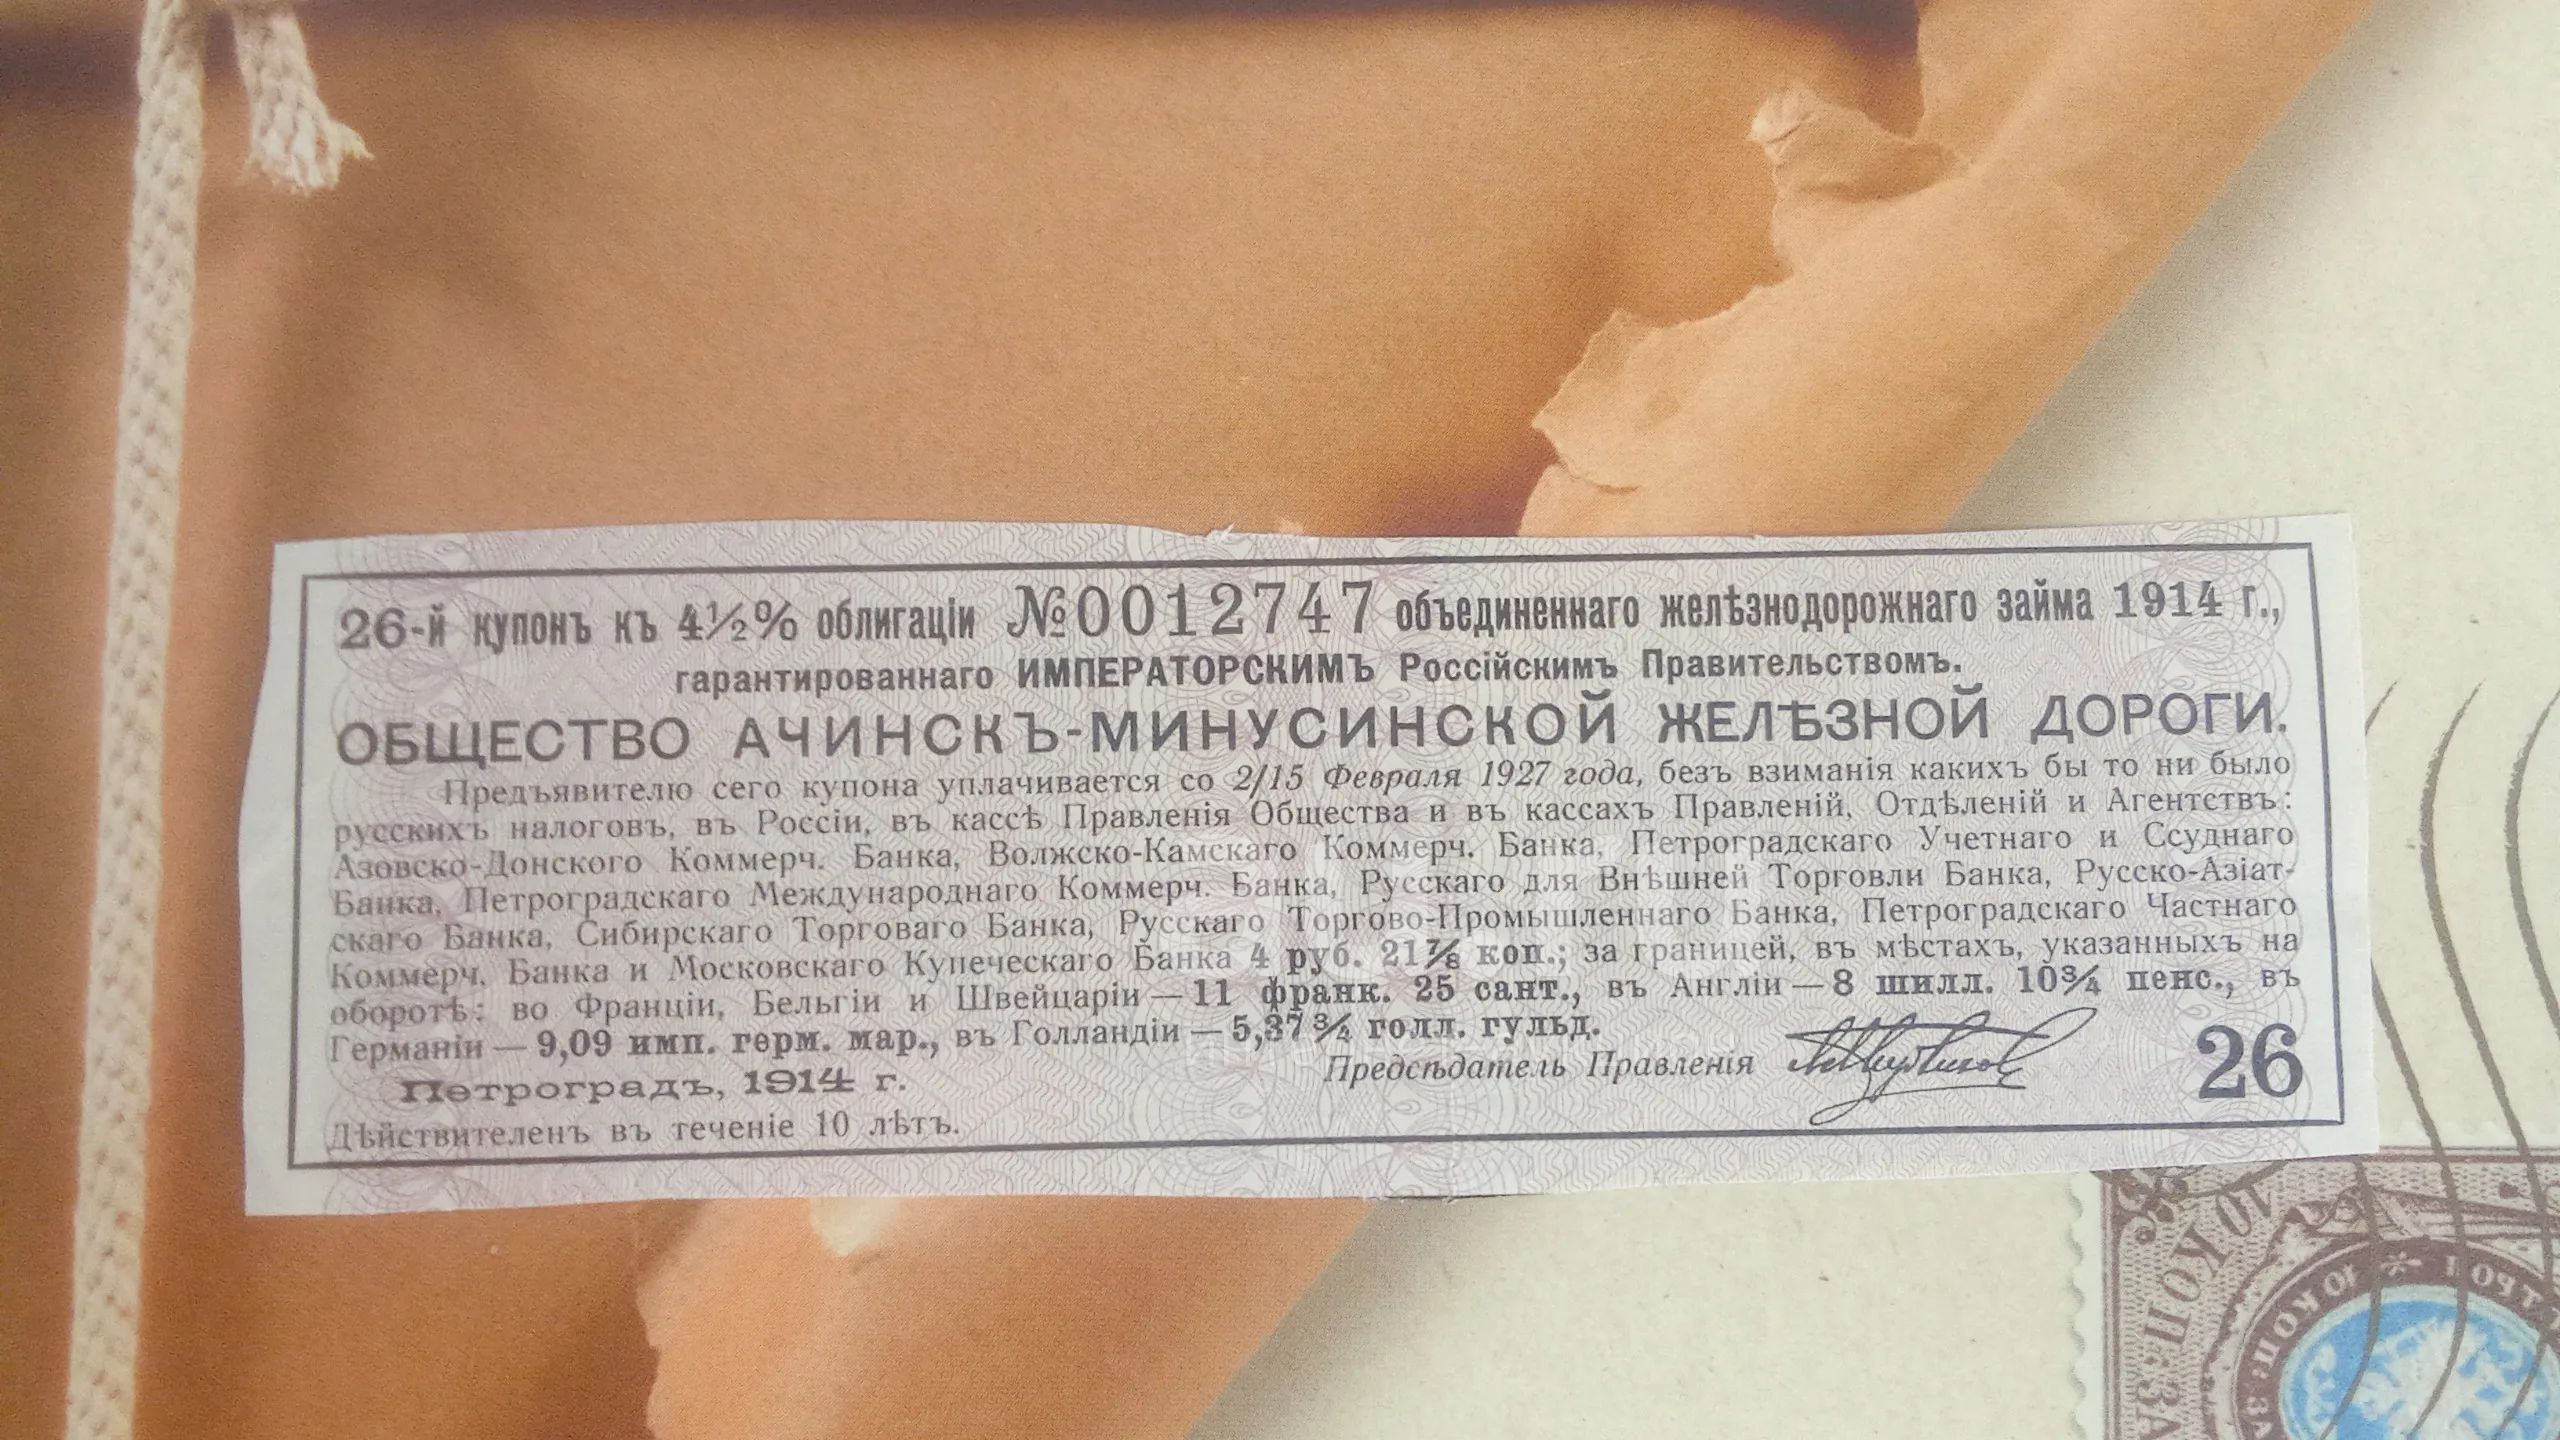 26-й купонъ къ 4½% облигаціи №0012747 объединеннаго желѣзнодорожнаго займа 1914 г.,
гарантированнаго ИМПЕРАТОРСКИМЪ Россійскимъ Правительствомъ.
ОБЩЕСТВО АЧИНСКЪ-МИНУСИНСКОЙ ЖЕЛѢЗНОЙ ДОРОГИ.
Предъявителю сего купона уплачивается со 2/15 Февраля 1927 года, безъ взиманія какихъ бы то ни было
русскихъ налоговъ, въ Россіи, въ кассѣ Правленія Общества и въ кассахъ Правленій, Отдѣленій и Агентствъ:
Азовско-Донского Коммерч. Банка, Волжско-Камскаго Коммерч. Банка, Петроградскаго Учетнаго и Ссуднаго
Банка, Петроградскаго Международнаго Коммерч. Банка, Русскаго для Внѣшней Торговли Банка, Русско-Азіат-
скаго Банка, Сибирскаго Торговаго Банка, Русскаго Торгово-Промышленнаго Банка, Петроградскаго Частнаго
Коммерч. Банка и Московскаго Купеческаго Банка 4 руб. 21⅞ коп.; за границей, въ мѣстахъ, указанныхъ на
оборотѣ: во Франціи, Бельгіи и Швейцаріи — 11 франк. 25 сант., въ Англіи — 8 шилл. 10¾ пенс., въ
Германіи — 9,09 имп. герм. мар., въ Голландіи — 5,37¾ голл. гульд.
Предсѣдатель Правленія
26
Петроградъ, 1914 г.
Дѣйствителенъ въ теченіе 10 лѣтъ.
10 КОП
КОПѢ
10 КОП